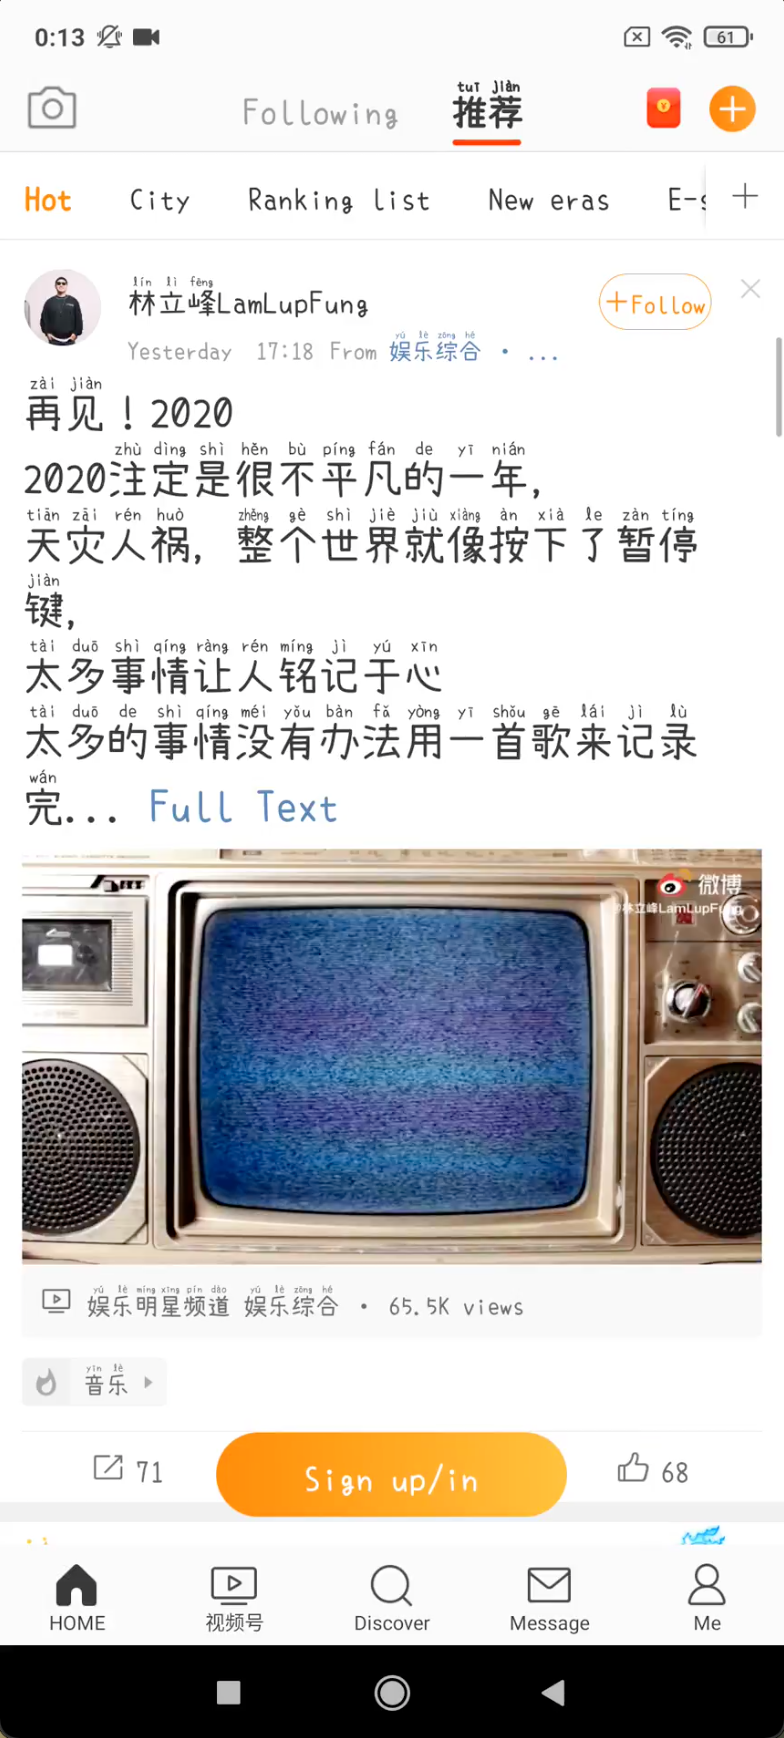 0:13
61
Following
tuī jiàn
推荐
Hot City Ranking list New eras E-s
lín lì fēng
林立峰LamLupFung
+Follow
yú lè zōng hé
Yesterday 17:18 From 娱乐综合 · ...
zài jiàn
再见！2020
zhù dìng shì hěn bù píng fán de yī nián
2020注定是很不平凡的一年，
tiān zāi rén huò zhěng gè shì jiè jiù xiàng àn xià le zàn tíng
天灾人祸，整个世界就像按下了暂停
jiàn
键，
tài duō shì qíng ràng rén míng jì yú xīn
太多事情让人铭记于心
tài duō de shì qíng méi yǒu bàn fǎ yòng yī shǒu gē lái jì lù
太多的事情没有办法用一首歌来记录
wán
完... Full Text
微博
@林立峰LamLupFung
yú lè míng xīng pín dào yú lè zōng hé
娱乐明星频道 娱乐综合 · 65.5K views
yīn lè
音乐
71
Sign up/in
68
HOME
视频号
Discover
Message
Me